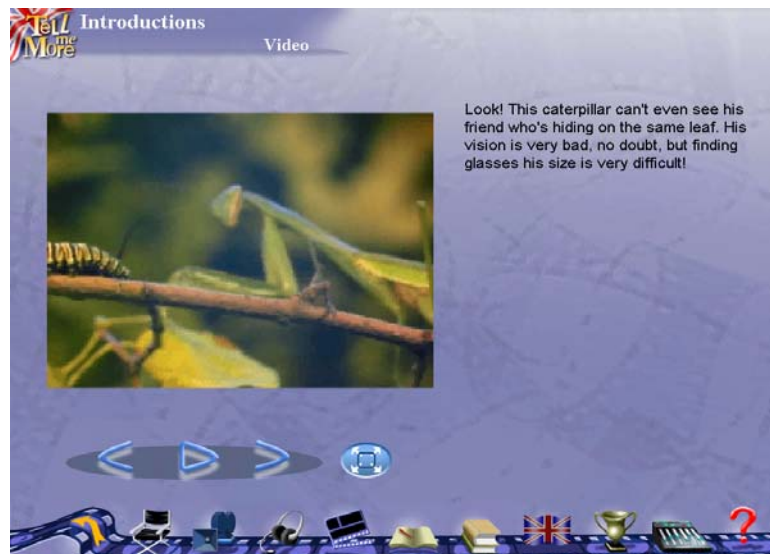 Tell
me
More
Introductions
Video
Look! This caterpillar can't even see his
friend who's hiding on the same leaf. His
vision is very bad, no doubt, but finding
glasses his size is very difficult!
?